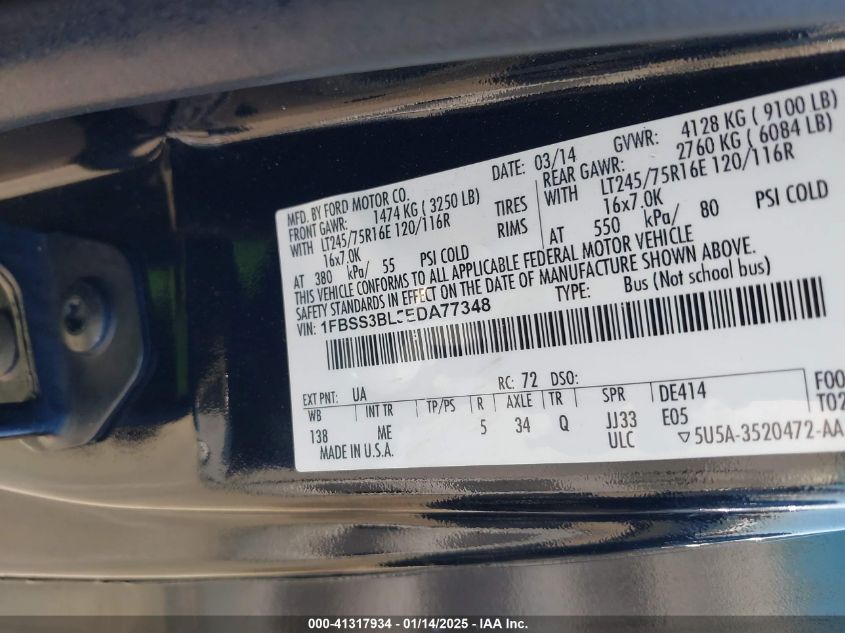 MFD. BY FORD MOTOR CO. DATE: 03/14 GVWR: 4128 KG ( 9100 LB)
FRONT GAWR: 1474 KG ( 3250 LB) REAR GAWR: 2760 KG ( 6084 LB)
WITH LT245/75R16E 120/116R TIRES WITH LT245/75R16E 120/116R
16x7.0K RIMS 16x7.0K
AT 380 kPa/ 55 PSI COLD AT 550 kPa/ 80 PSI COLD
THIS VEHICLE CONFORMS TO ALL APPLICABLE FEDERAL MOTOR VEHICLE
SAFETY STANDARDS IN EFFECT ON THE DATE OF MANUFACTURE SHOWN ABOVE.
VIN: 1FBSS3BL5EDA77348 TYPE: Bus (Not school bus)
EXT PNT: UA RC: 72 DSO:
WB INT TR TP/PS R AXLE TR SPR DE414 F00
138 ME 5 34 Q JJ33 E05 T02
MADE IN U.S.A. ULC ▽5U5A-3520472-AA
000-41317934 - 01/14/2025 - IAA Inc.